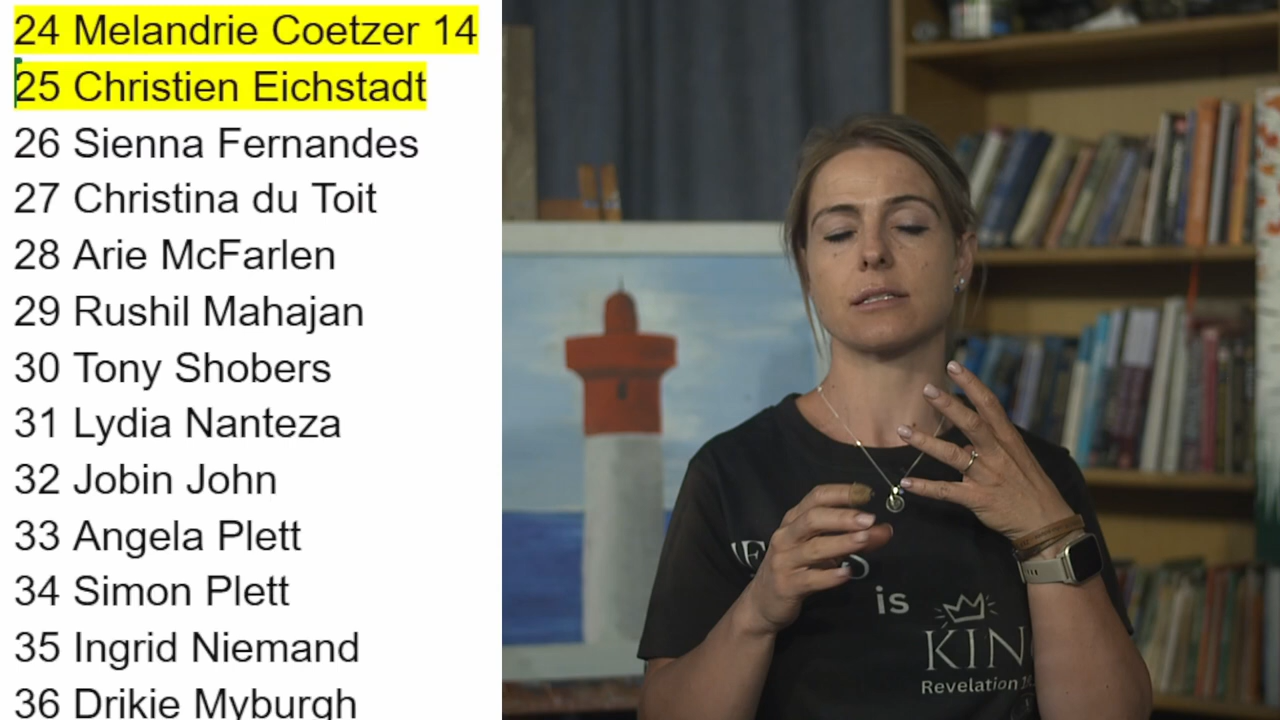 24 Melandrie Coetzer 14
25 Christien Eichstadt
26 Sienna Fernandes
27 Christina du Toit
28 Arie McFarlen
29 Rushil Mahajan
30 Tony Shobers
31 Lydia Nanteza
32 Jobin John
33 Angela Plett
34 Simon Plett
35 Ingrid Niemand
36 Drikie Myburgh
is
KIN
Revelation